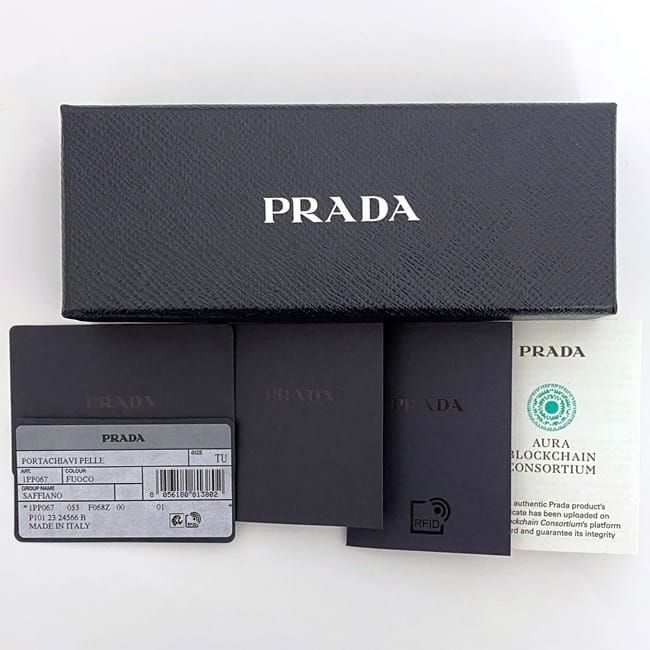 PRADA
PRADA
PRADA
PRADA
RFID
PRADA
AURA
BLOCKCHAIN
CONSORTIUM
authentic Prada product's
cate has been uploaded on
ckchain Consortium's platform
rd and guarantee its integrity
PRADA
PORTACHIAVI PELLE
SIZE
TU
ART.
1PP067
COLOUR
FUOCO
GROUP NAME
SAFFIANO
8 056180 813802
*1PP067 053 F068Z 00 01 *
P101 23 24566 B
MADE IN ITALY
RFID